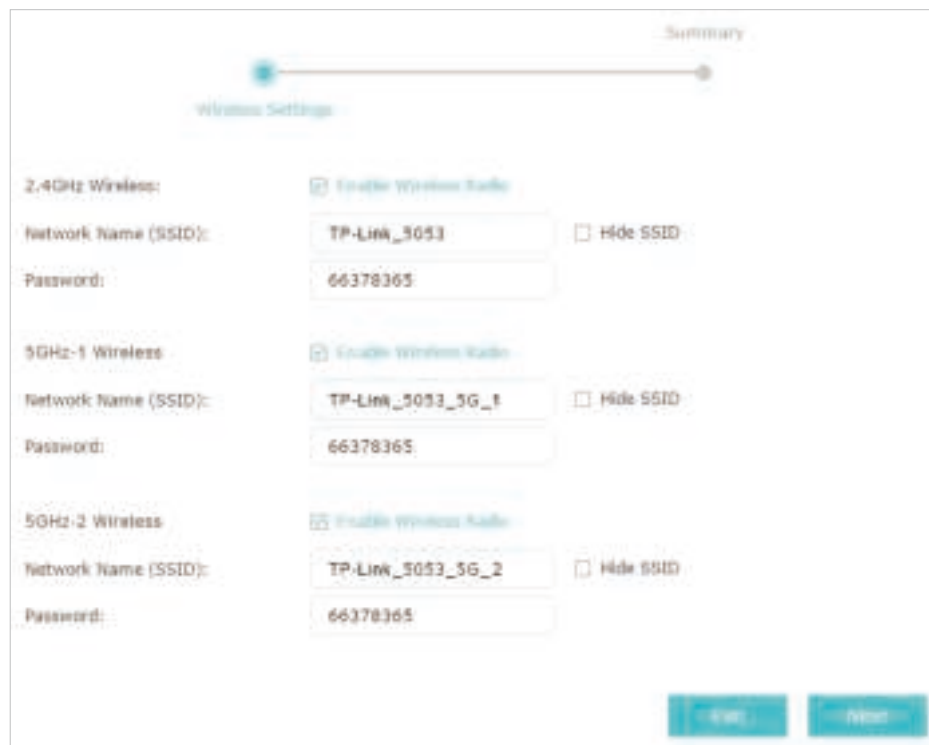 Summary
Wireless Settings
2.4GHz Wireless: Enable Wireless Radio
Network Name (SSID): TP-Link_5053 Hide SSID
Password: 66378365
5GHz-1 Wireless Enable Wireless Radio
Network Name (SSID): TP-Link_5053_5G_1 Hide SSID
Password: 66378365
5GHz-2 Wireless Enable Wireless Radio
Network Name (SSID): TP-Link_5053_5G_2 Hide SSID
Password: 66378365
Next